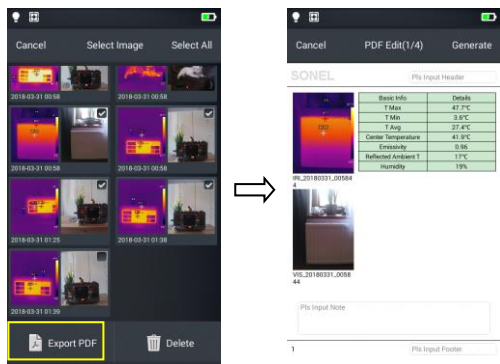 Cancel Select Image Select All
2018-03-31 00:58 2018-03-31 00:58
2018-03-31 00:58 2018-03-31 00:58
2018-03-31 01:25 2018-03-31 01:38
2018-03-31 01:39
Export PDF Delete
Cancel PDF Edit(1/4) Generate
SONEL Pls Input Header
Basic Info Details
T Max 47.7℃
T Min 3.6℃
T Avg 27.4℃
Center Temperature 41.9℃
Emissivity 0.96
Reflected Ambient T 17℃
Humidity 19%
IRI_20180331_00584
4
VIS_20180331_0058
44
Pls Input Note
1 Pls Input Footer